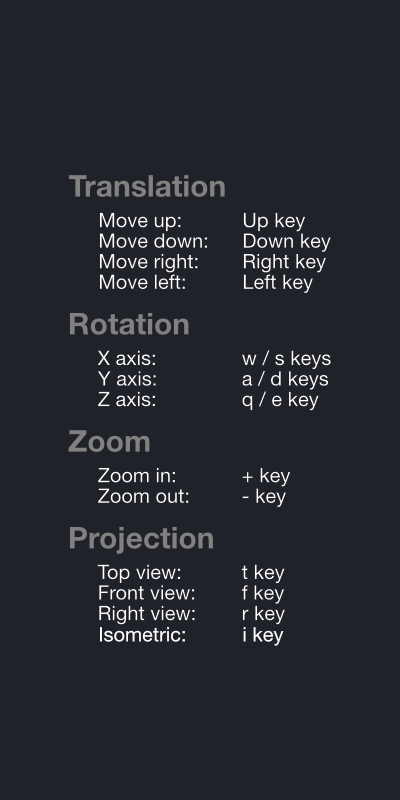 Translation
Move up: Up key
Move down: Down key
Move right: Right key
Move left: Left key
Rotation
X axis: w / s keys
Y axis: a / d keys
Z axis: q / e key
Zoom
Zoom in: + key
Zoom out: - key
Projection
Top view: t key
Front view: f key
Right view: r key
Isometric: i key